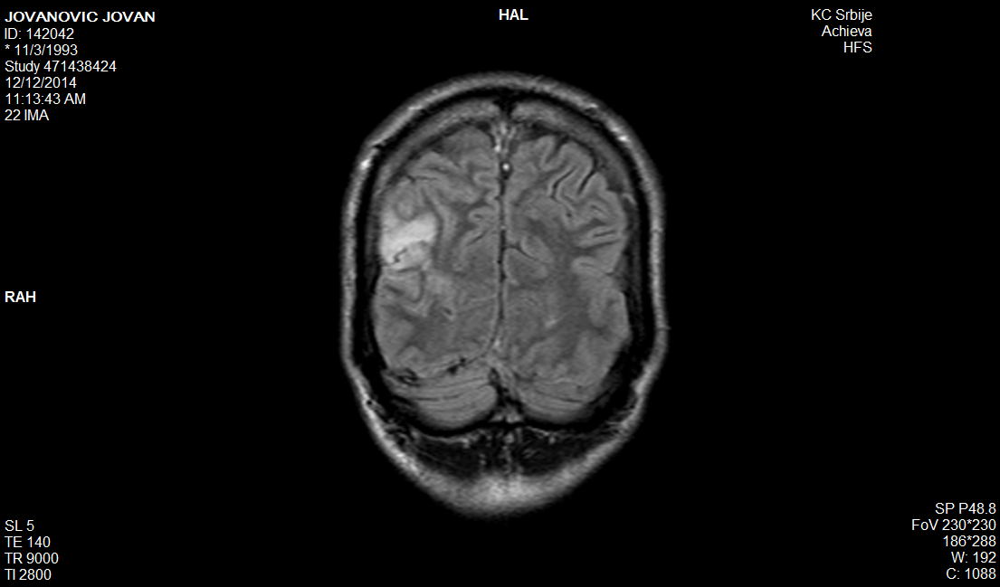 JOVANOVIC JOVAN
ID: 142042
* 11/3/1993
Study 471438424
12/12/2014
11:13:43 AM
22 IMA
HAL
KC Srbije
Achieva
HFS
RAH
SL 5
TE 140
TR 9000
TI 2800
SP P48.8
FoV 230*230
186*288
W: 192
C: 1088